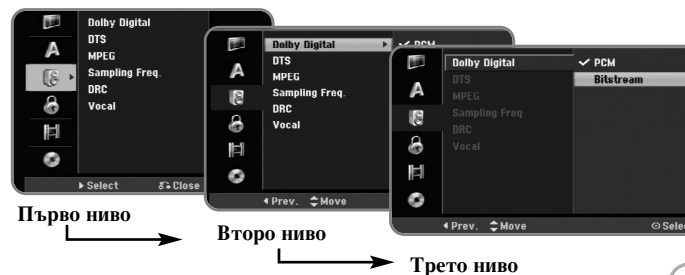 Dolby Digital
DTS
MPEG
Sampling Freq.
DRC
Vocal
Select Close
Първо ниво
Dolby Digital PCM
DTS
MPEG
Sampling Freq.
DRC
Vocal
Prev. Move
Второ ниво
Dolby Digital PCM
DTS Bitstream
MPEG
Sampling Freq.
DRC
Vocal
Prev. Move
Трето ниво